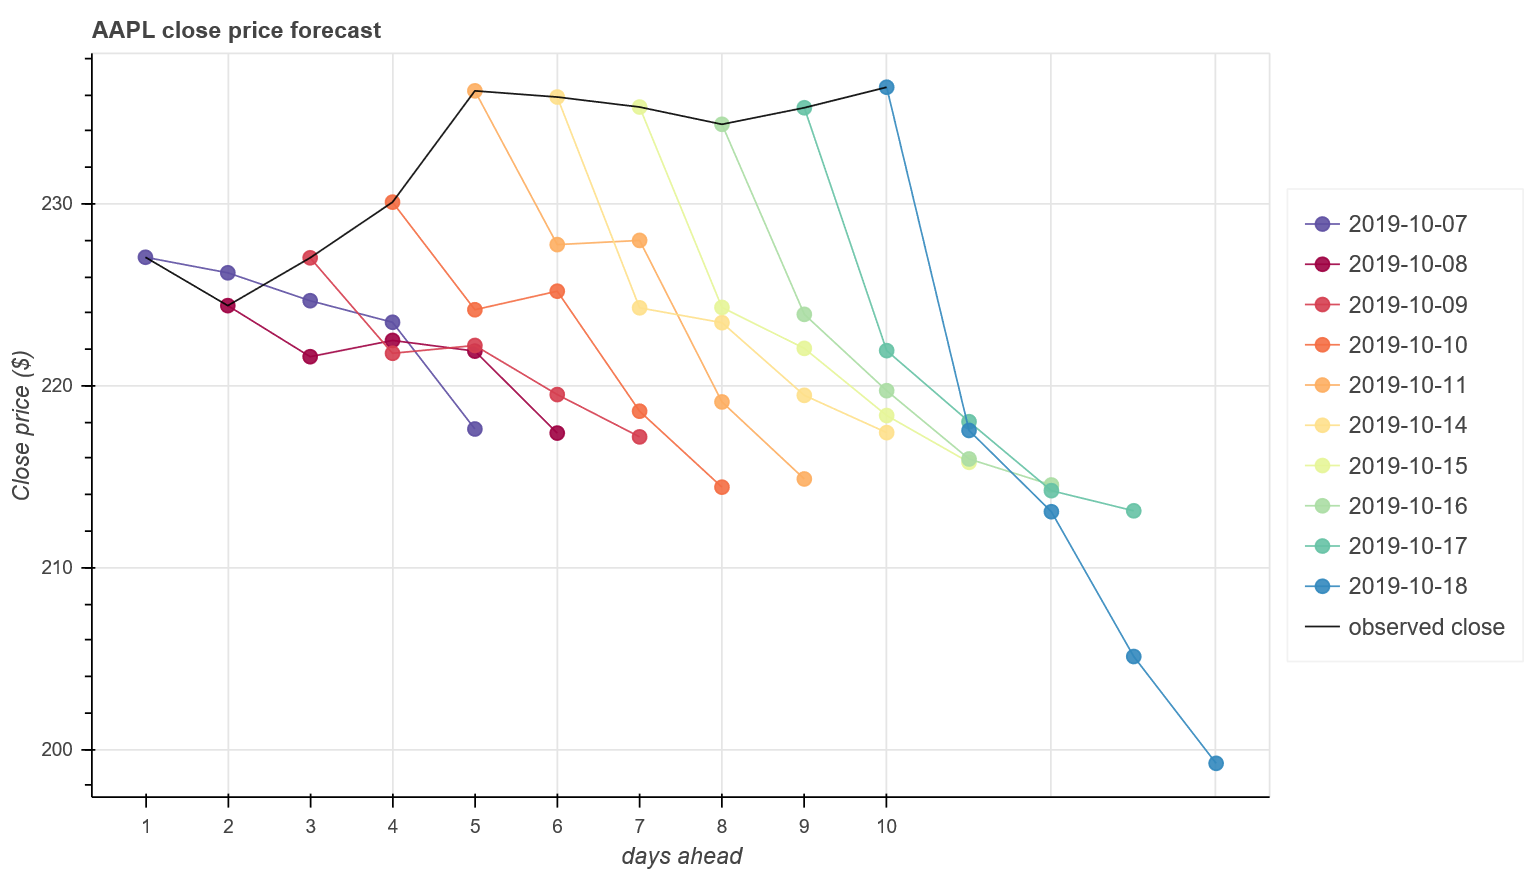 AAPL close price forecast
Close price ($)
230
220
210
200
1 2 3 4 5 6 7 8 9 10
days ahead
2019-10-07
2019-10-08
2019-10-09
2019-10-10
2019-10-11
2019-10-14
2019-10-15
2019-10-16
2019-10-17
2019-10-18
observed close